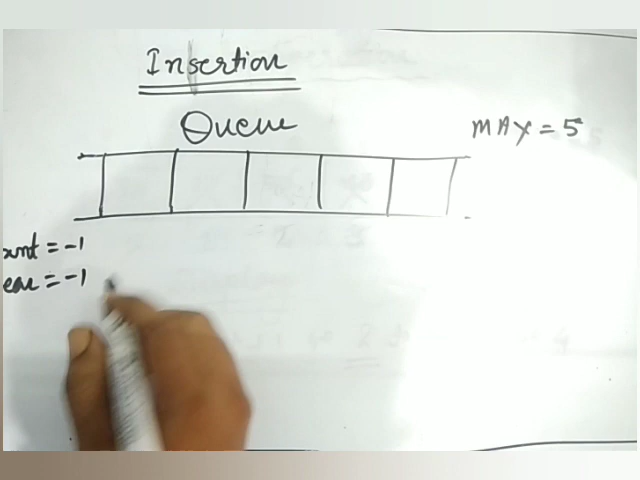 Insertion
Queue
MAX = 5
ont = -1
ear = -1